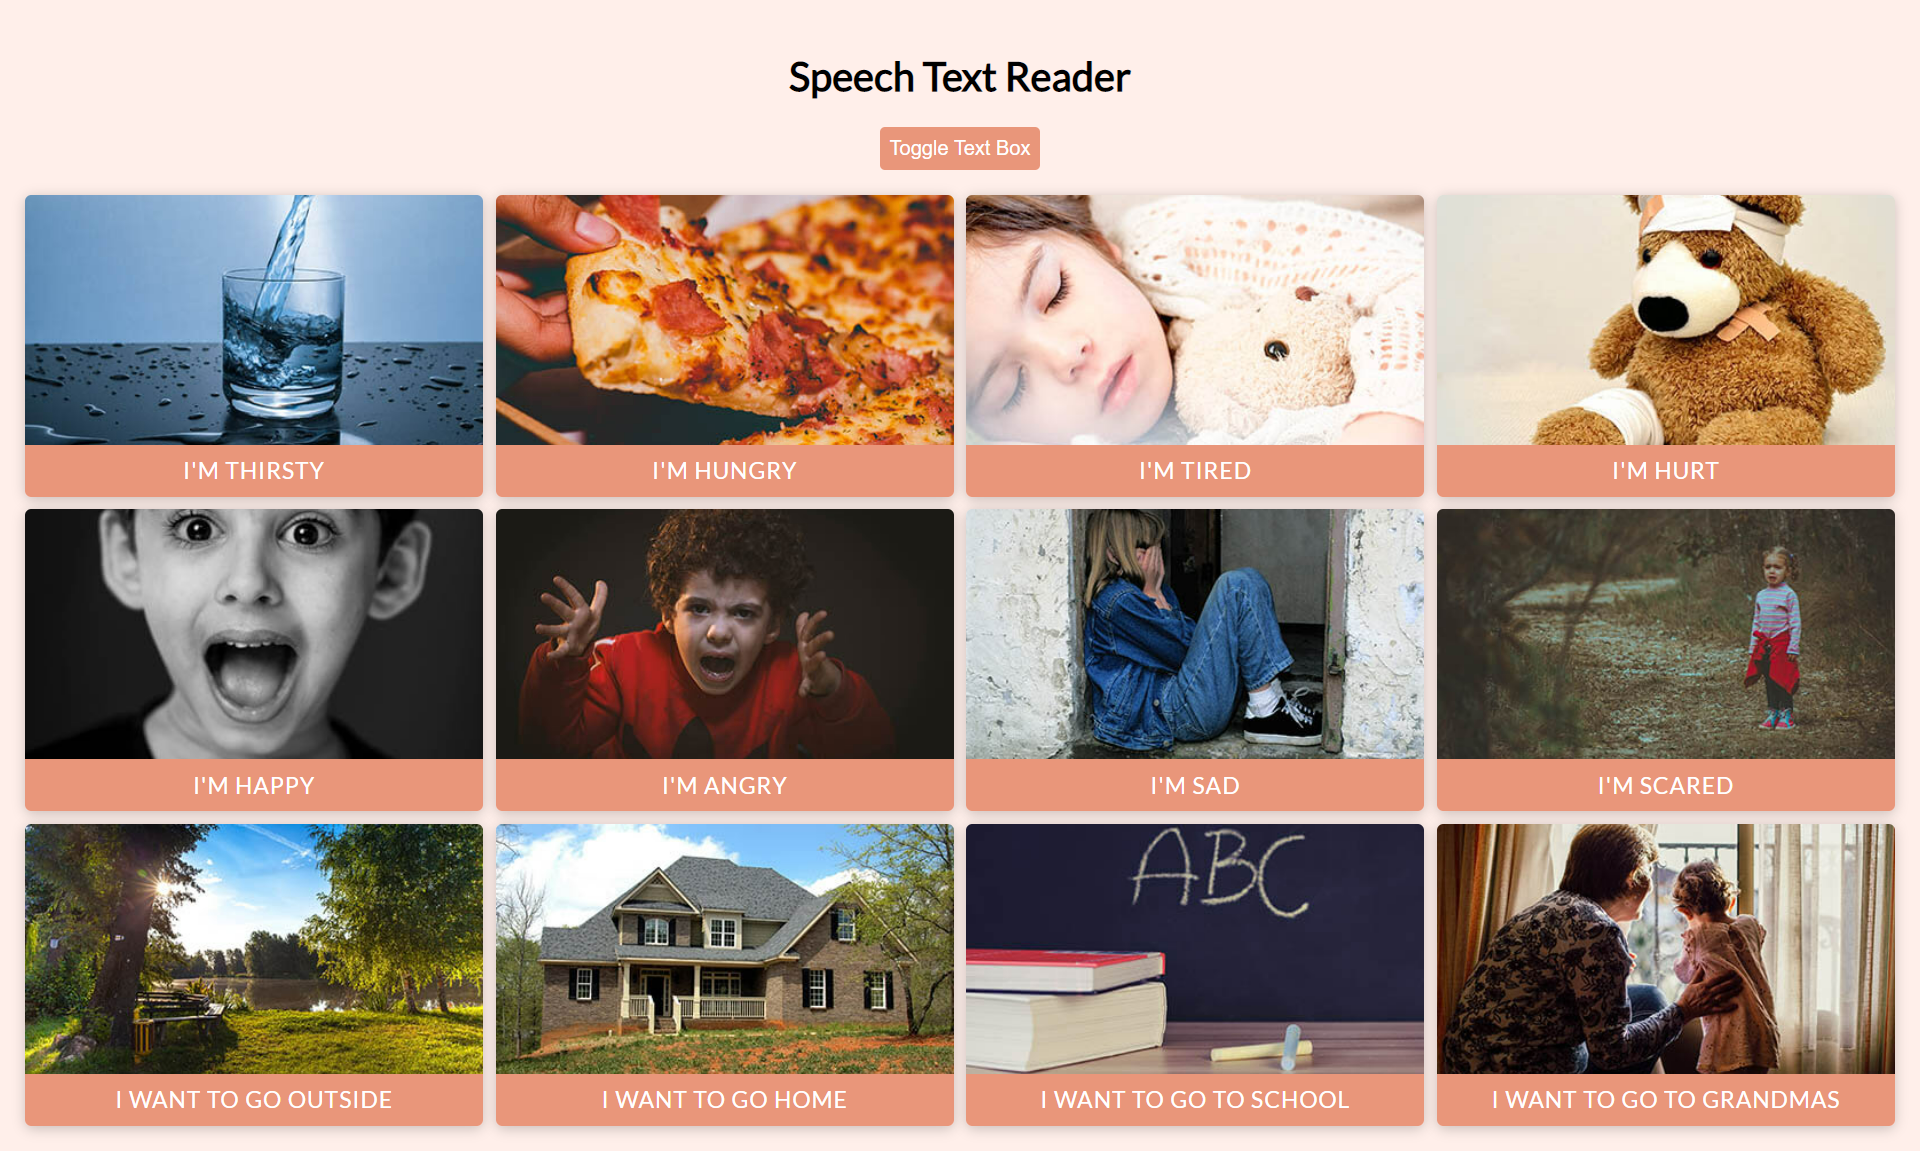 Speech Text Reader
Toggle Text Box
I'M THIRSTY
I'M HUNGRY
I'M TIRED
I'M HURT
I'M HAPPY
I'M ANGRY
I'M SAD
I'M SCARED
ABC
I WANT TO GO OUTSIDE
I WANT TO GO HOME
I WANT TO GO TO SCHOOL
I WANT TO GO TO GRANDMAS